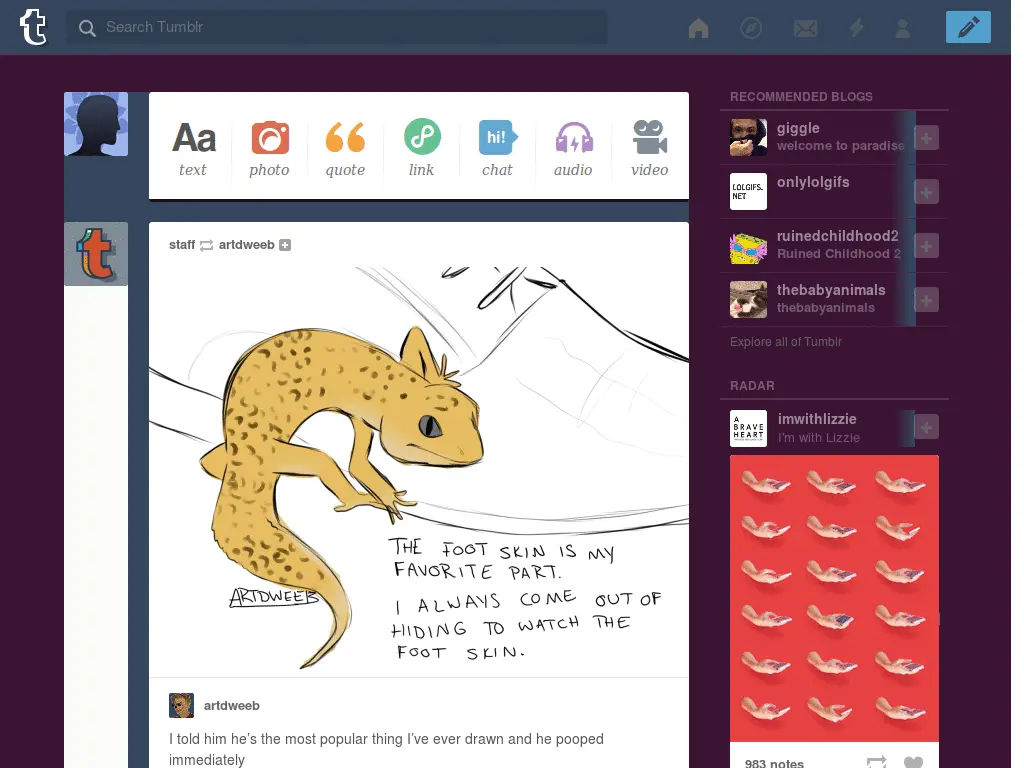 t
Search Tumblr
Aa
hi!
text
photo
quote
link
chat
audio
video
t
staff artdweeb
THE FOOT SKIN IS MY
FAVORITE PART.
I ALWAYS COME OUT OF
HIDING TO WATCH THE
FOOT SKIN.
ARTDWEEB
artdweeb
I told him he's the most popular thing I've ever drawn and he pooped
immediately
RECOMMENDED BLOGS
giggle
welcome to paradise
LOLGIFS.
NET
onlylolgifs
ruinedchildhood2
Ruined Childhood 2
thebabyanimals
thebabyanimals
Explore all of Tumblr
RADAR
A
BRAVE
HEART
imwithlizzie
I'm with Lizzie
983 notes